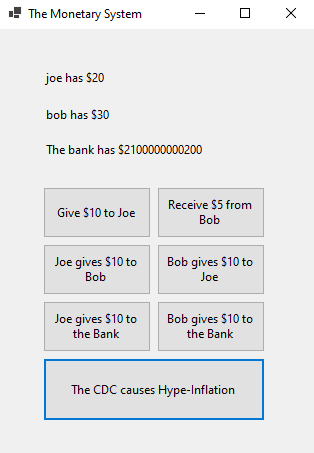 The Monetary System
joe has $20
bob has $30
The bank has $2100000000200
Give $10 to Joe
Receive $5 from
Bob
Joe gives $10 to
Bob
Bob gives $10 to
Joe
Joe gives $10 to
the Bank
Bob gives $10 to
the Bank
The CDC causes Hype-Inflation